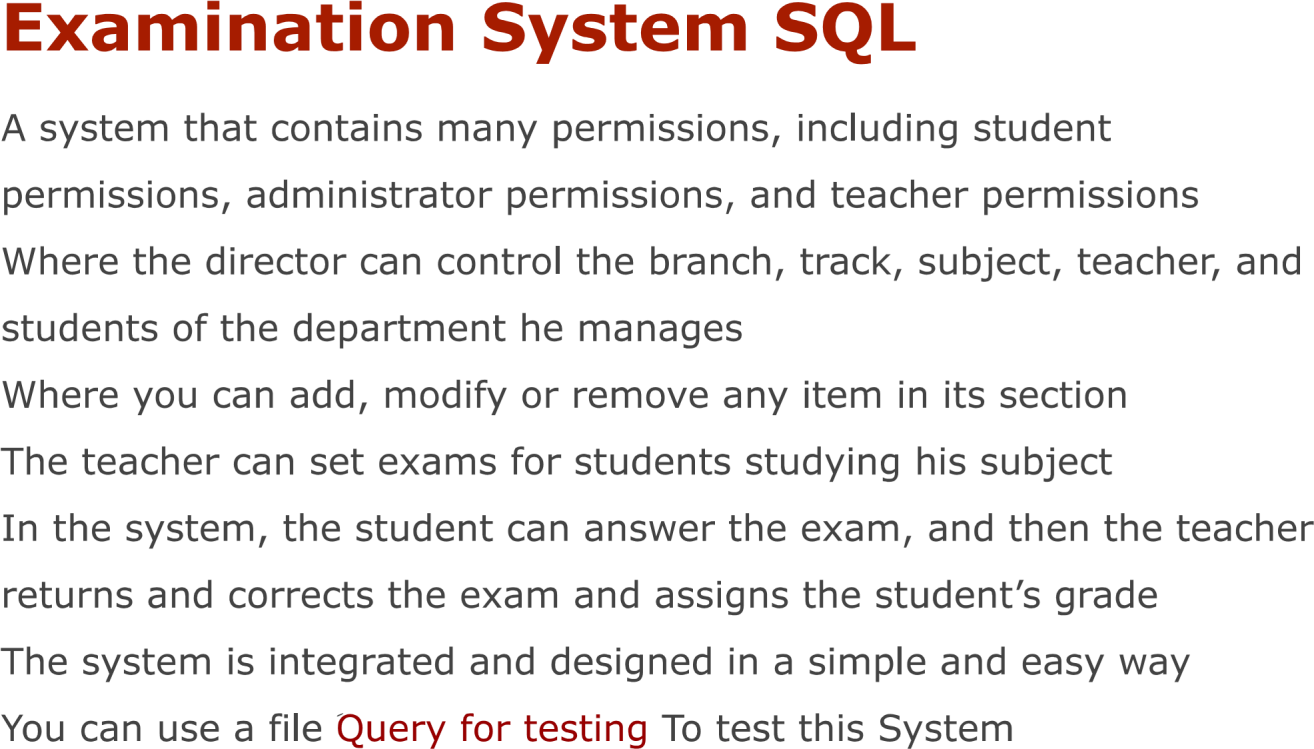 Examination System SQL
A system that contains many permissions, including student
permissions, administrator permissions, and teacher permissions
Where the director can control the branch, track, subject, teacher, and
students of the department he manages
Where you can add, modify or remove any item in its section
The teacher can set exams for students studying his subject
In the system, the student can answer the exam, and then the teacher
returns and corrects the exam and assigns the student’s grade
The system is integrated and designed in a simple and easy way
You can use a file Query for testing To test this System